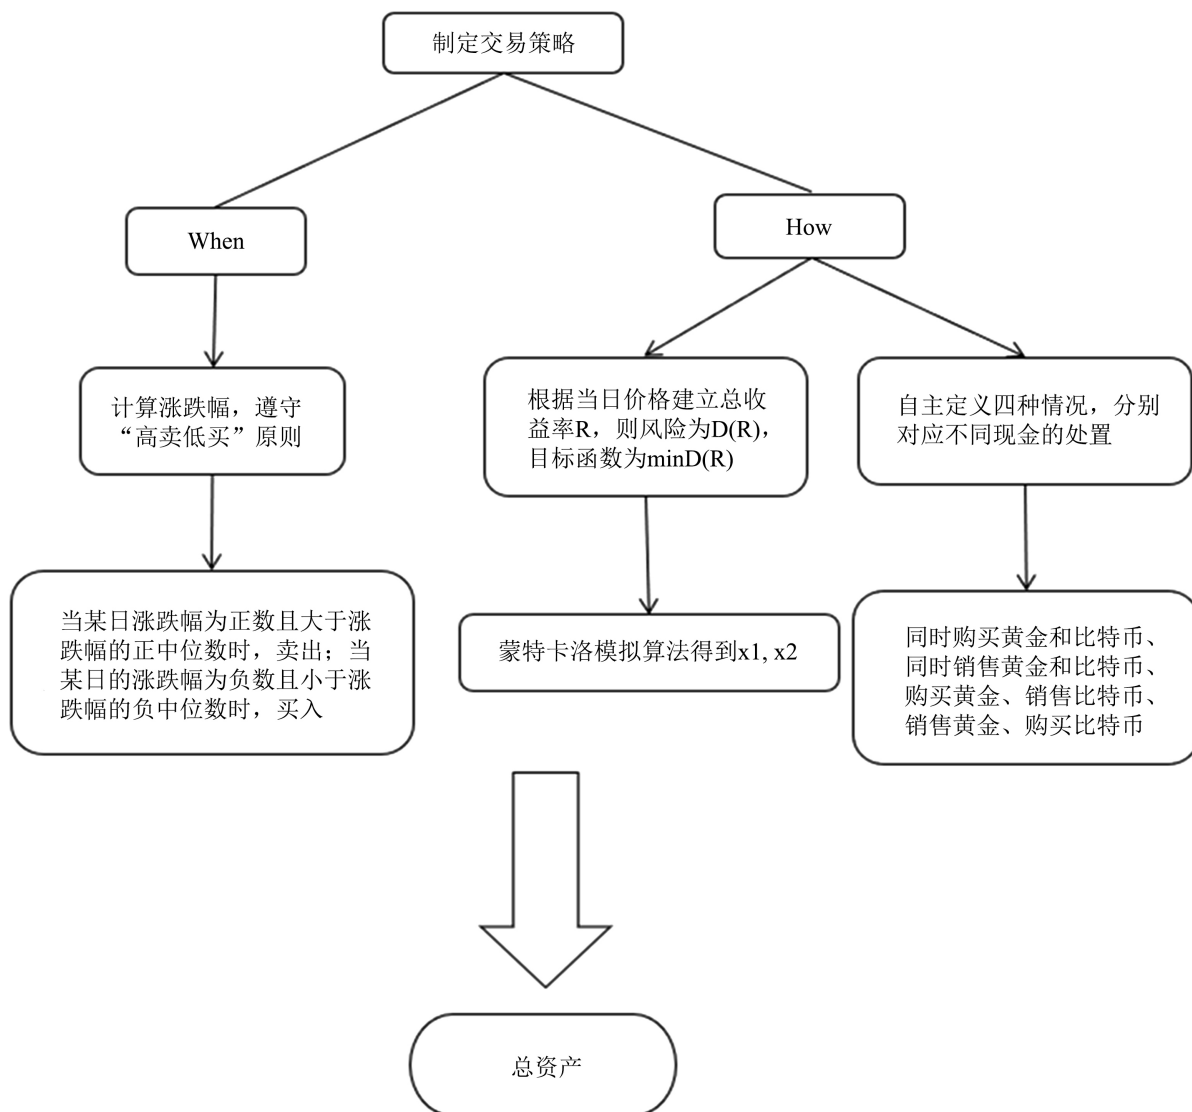 制定交易策略
When
How
计算涨跌幅，遵守
“高卖低买”原则
根据当日价格建立总收
益率R，则风险为D(R)，
目标函数为minD(R)
自主定义四种情况，分别
对应不同现金的处置
当某日涨跌幅为正数且大于涨
跌幅的正中位数时，卖出；当
某日的涨跌幅为负数且小于涨
跌幅的负中位数时，买入
蒙特卡洛模拟算法得到x1, x2
同时购买黄金和比特币、
同时销售黄金和比特币、
购买黄金、销售比特币、
销售黄金、购买比特币
总资产